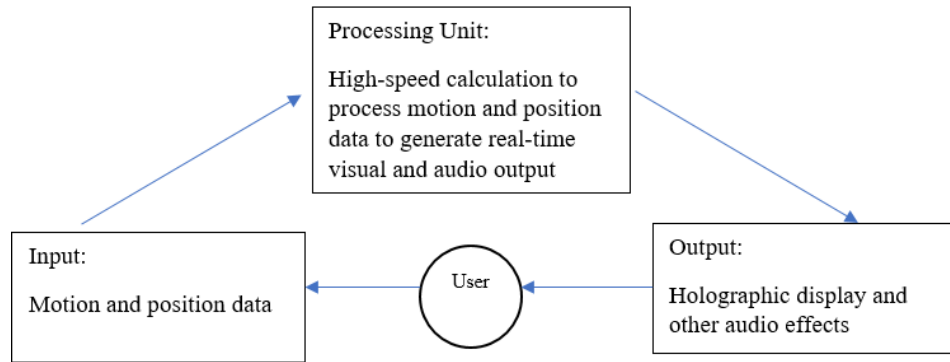 Processing Unit:
High-speed calculation to
process motion and position
data to generate real-time
visual and audio output
Input:
Motion and position data
User
Output:
Holographic display and
other audio effects